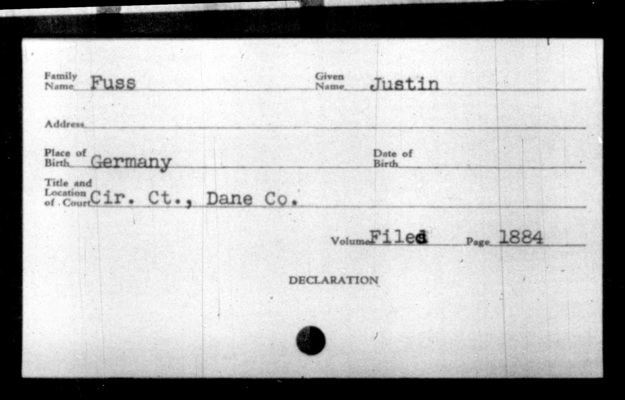 Family Name Fuss Given Name Justin
Address
Place of Birth Germany Date of Birth
Title and Location of Court Cir. Ct., Dane Co.
Volume Filed Page 1884
DECLARATION